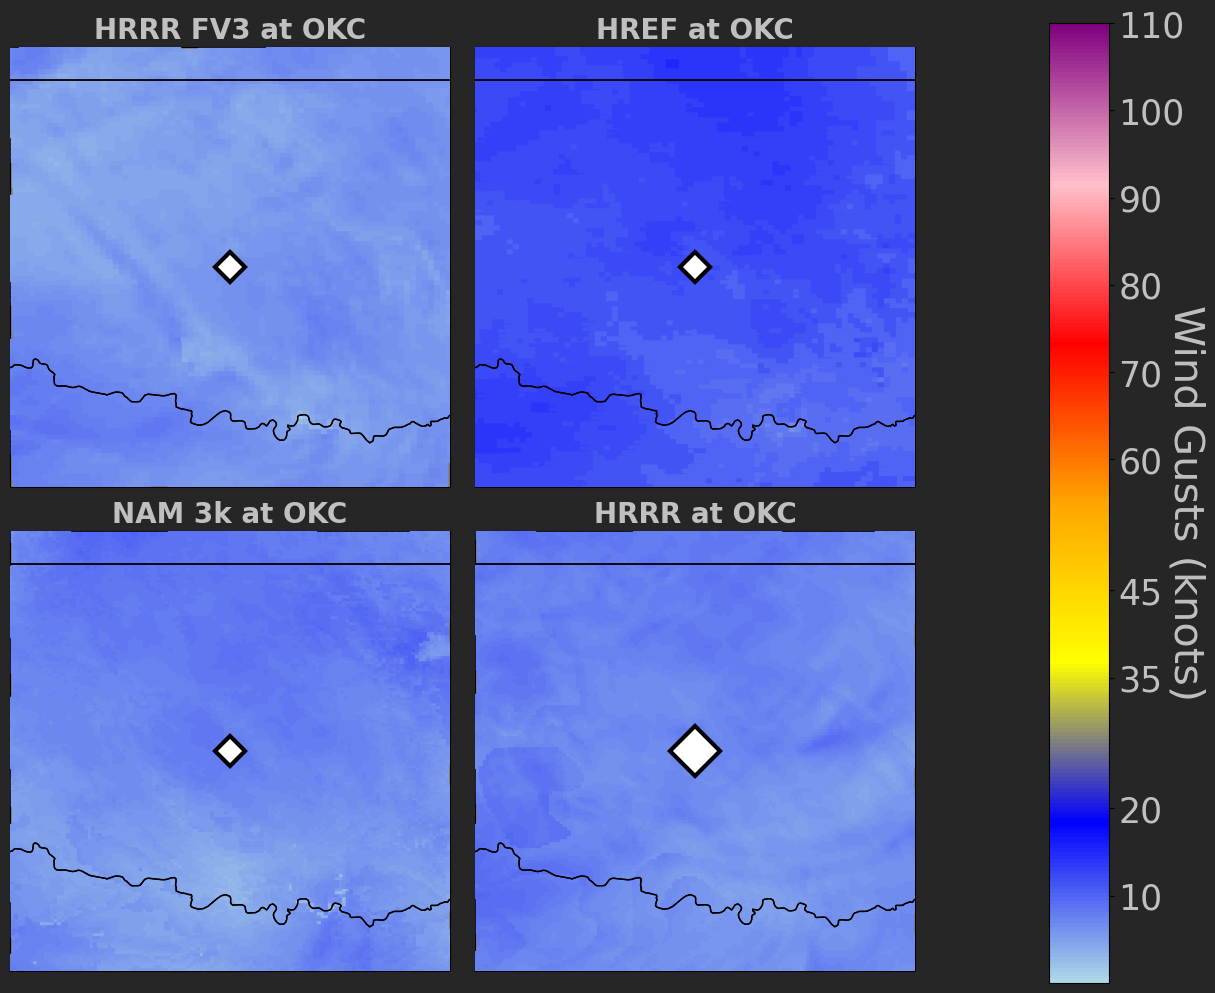 HRRR FV3 at OKC
HREF at OKC
NAM 3k at OKC
HRRR at OKC
110
100
90
80
70
60
45
35
20
10
Wind Gusts (knots)